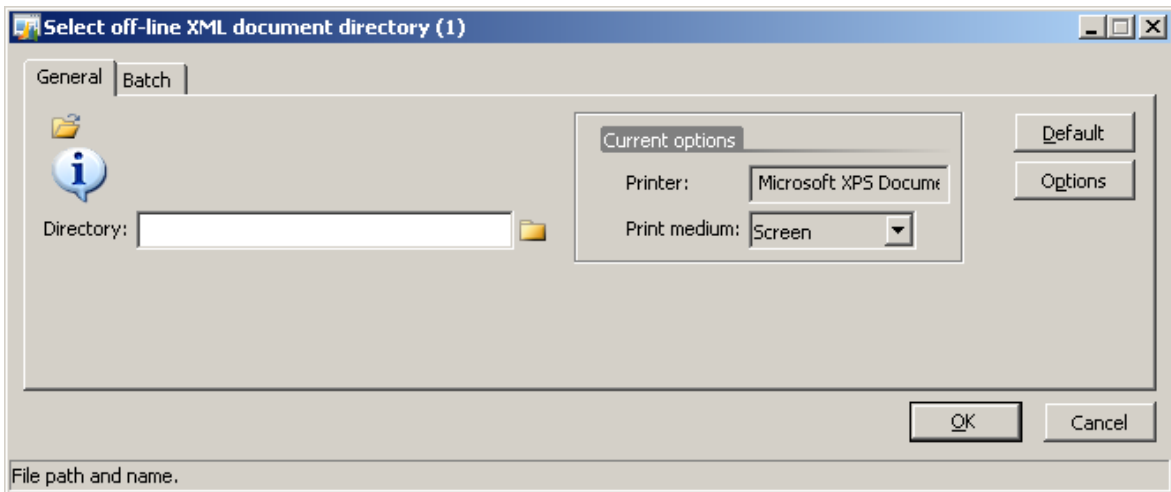 Select off-line XML document directory (1)
General Batch
Current options
Default
Printer: Microsoft XPS Docume
Options
Directory:
Print medium: Screen
OK Cancel
File path and name.